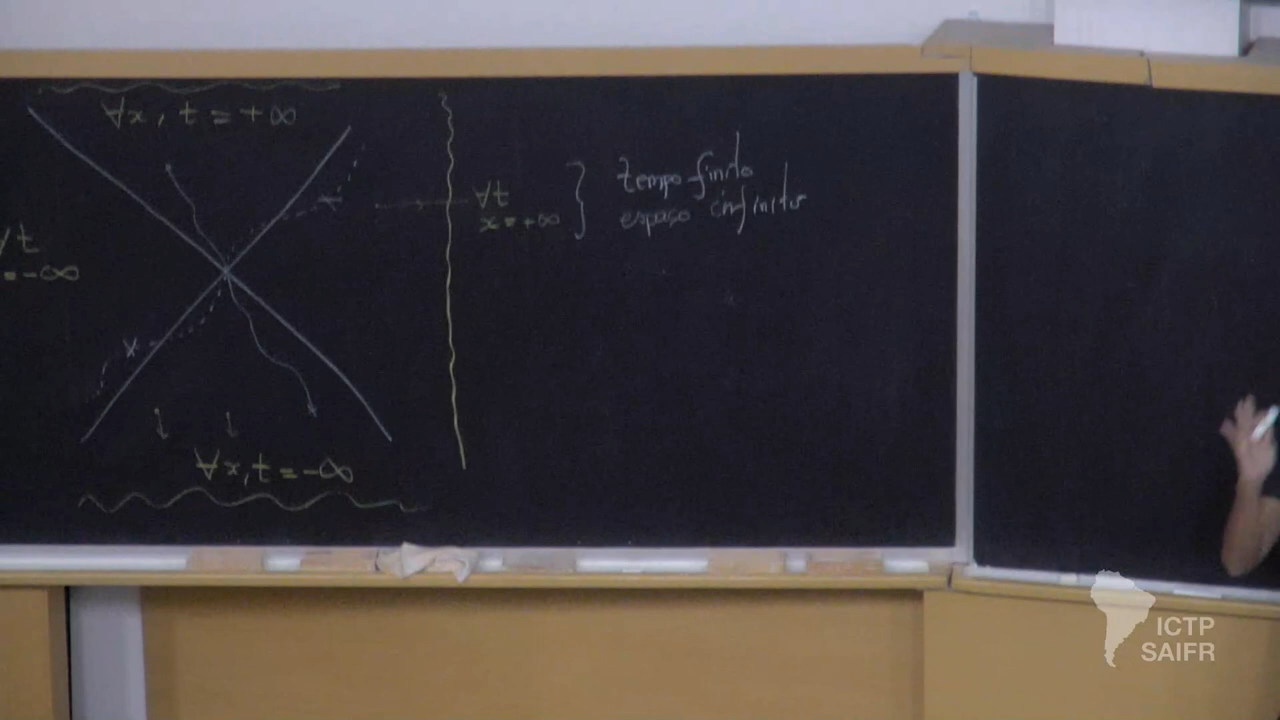 ∀x, t = +∞
∀t
x = +∞
} tempo finito
espaço infinito
∀t
= -∞
∀x, t = -∞
ICTP
SAIFR